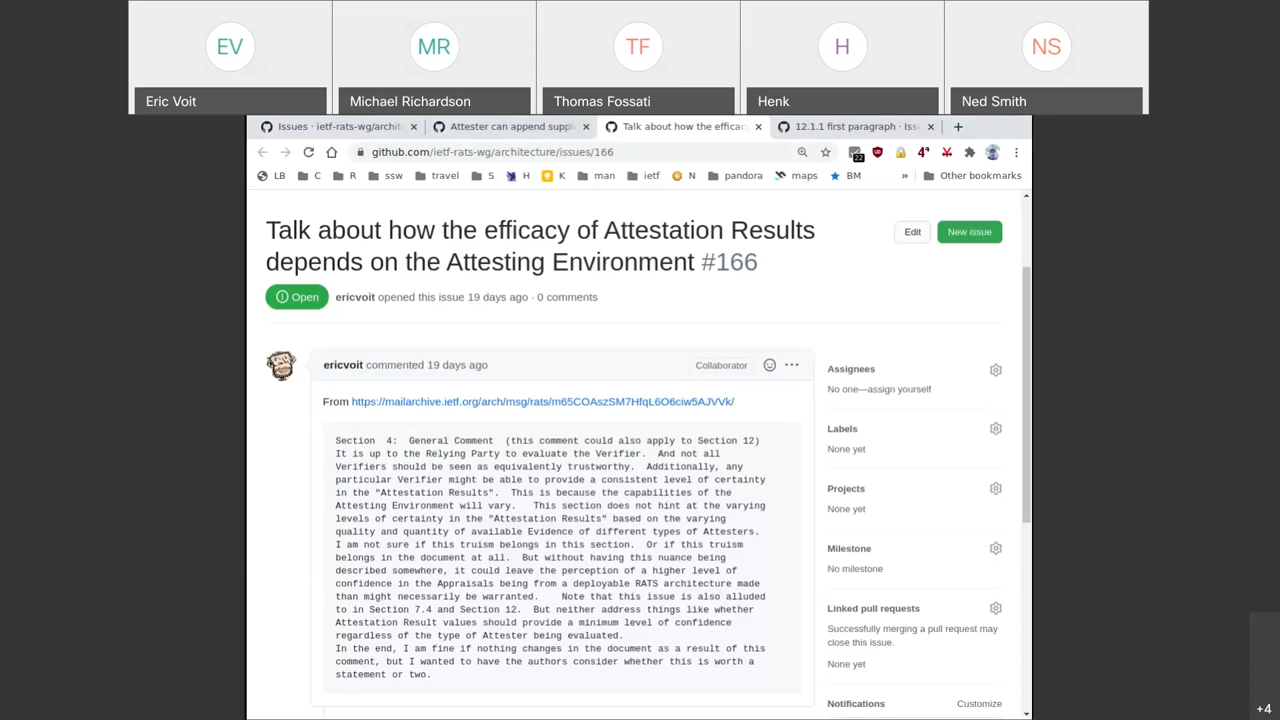 EV
MR
TF
H
NS
Eric Voit
Michael Richardson
Thomas Fossati
Henk
Ned Smith
Issues · ietf-rats-wg/archite
Attester can append supple
Talk about how the efficacy
12.1.1 first paragraph · Issu
github.com/ietf-rats-wg/architecture/issues/166
22
LB
C
R
ssw
travel
S
H
K
man
ietf
N
pandora
maps
BM
»
Other bookmarks
Talk about how the efficacy of Attestation Results
depends on the Attesting Environment #166
Edit
New issue
Open
ericvoit opened this issue 19 days ago · 0 comments
ericvoit commented 19 days ago
Collaborator
From https://mailarchive.ietf.org/arch/msg/rats/m65COAszSM7HfqL6O6ciw5AJVVk/
Section 4: General Comment (this comment could also apply to Section 12)
It is up to the Relying Party to evaluate the Verifier. And not all
Verifiers should be seen as equivalently trustworthy. Additionally, any
particular Verifier might be able to provide a consistent level of certainty
in the "Attestation Results". This is because the capabilities of the
Attesting Environment will vary. This section does not hint at the varying
levels of certainty in the "Attestation Results" based on the varying
quality and quantity of available Evidence of different types of Attesters.
I am not sure if this truism belongs in this section. Or if this truism
belongs in the document at all. But without having this nuance being
described somewhere, it could leave the perception of a higher level of
confidence in the Appraisals being from a deployable RATS architecture made
than might necessarily be warranted. Note that this issue is also alluded
to in Section 7.4 and Section 12. But neither address things like whether
Attestation Result values should provide a minimum level of confidence
regardless of the type of Attester being evaluated.
In the end, I am fine if nothing changes in the document as a result of this
comment, but I wanted to have the authors consider whether this is worth a
statement or two.
Assignees
No one—assign yourself
Labels
None yet
Projects
None yet
Milestone
No milestone
Linked pull requests
Successfully merging a pull request may
close this issue.
None yet
Notifications
Customize
+4